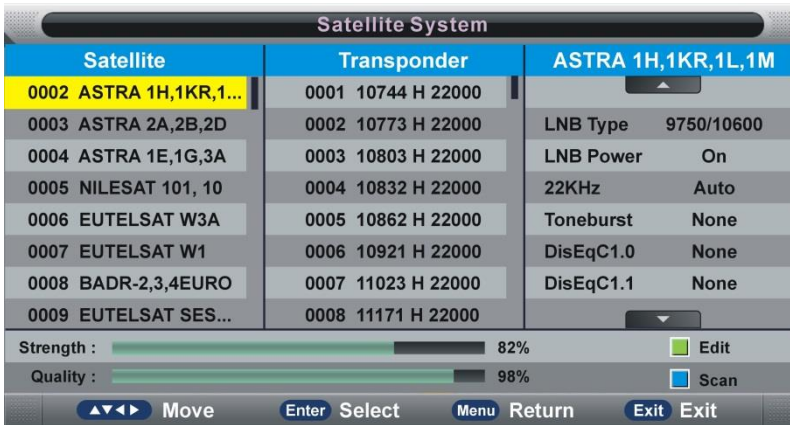 Satellite System
Satellite Transponder ASTRA 1H,1KR,1L,1M
0002 ASTRA 1H,1KR,1... 0001 10744 H 22000
0003 ASTRA 2A,2B,2D 0002 10773 H 22000 LNB Type 9750/10600
0004 ASTRA 1E,1G,3A 0003 10803 H 22000 LNB Power On
0005 NILESAT 101, 10 0004 10832 H 22000 22KHz Auto
0006 EUTELSAT W3A 0005 10862 H 22000 Toneburst None
0007 EUTELSAT W1 0006 10921 H 22000 DisEqC1.0 None
0008 BADR-2,3,4EURO 0007 11023 H 22000 DisEqC1.1 None
0009 EUTELSAT SES... 0008 11171 H 22000
Strength : 82% Edit
Quality : 98% Scan
Move Enter Select Menu Return Exit Exit